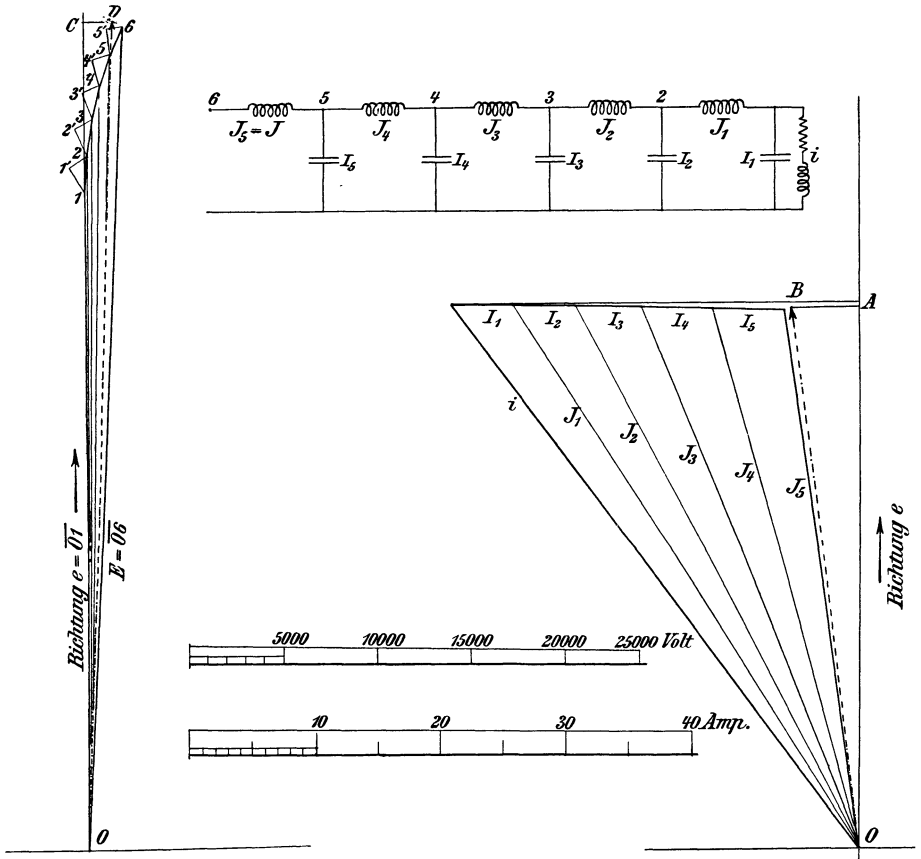 C D 6
5' 5
4' 4
3' 3
2' 2
1' 1
Richtung e = 01
E = 06
O
6 5 4 3 2
J₅ = J J₄ J₃ J₂ J₁
I₅ I₄ I₃ I₂ I₁ i
B A
I₁ I₂ I₃ I₄ I₅
i J₁ J₂ J₃ J₄ J₅
Richtung e
O
5000 10000 15000 20000 25000 Volt
10 20 30 40 Amp.